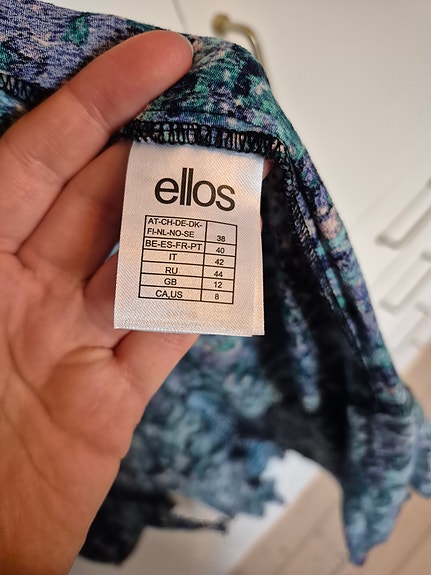 ellos
AT-CH-DE-DK-
FI-NL-NO-SE 38
BE-ES-FR-PT 40
IT 42
RU 44
GB 12
CA,US 8